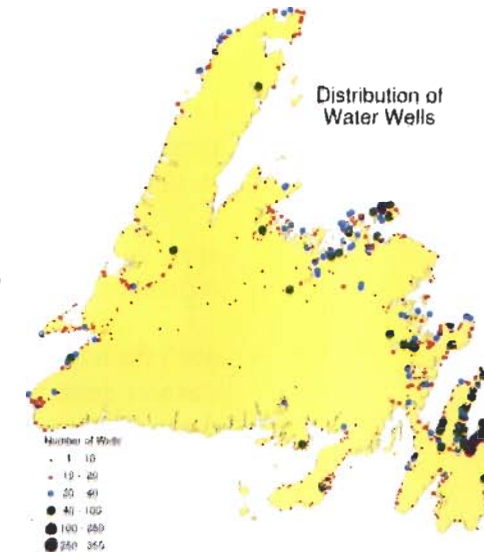 Distribution of
Water Wells
Number of Wells
1 - 10
10 - 20
20 - 40
40 - 100
100 - 250
250 - 350